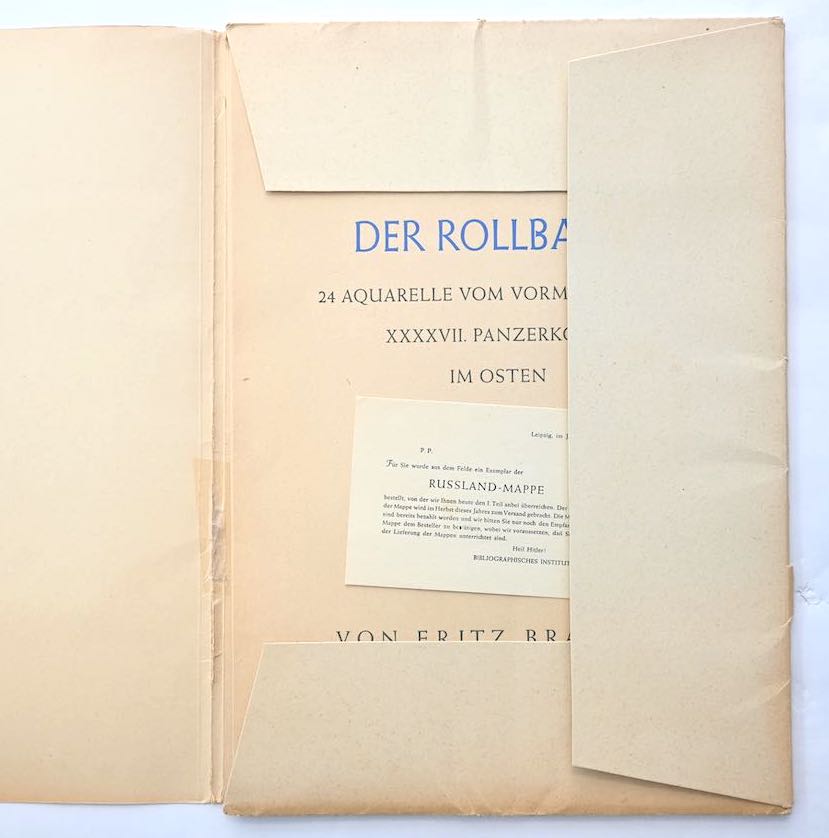 DER ROLLBA
24 AQUARELLE VOM VORM
XXXXVII. PANZERKO
IM OSTEN
Leipzig, im J
P. P.
Für Sie wurde aus dem Felde ein Exemplar der
RUSSLAND-MAPPE
bestellt, von der wir Ihnen heute den I. Teil anbei überreichen. Der
der Mappe wird im Herbst dieses Jahres zum Versand gebracht. Die M
sind bereits bezahlt worden und wir bitten Sie nur noch den Empfan
Mappe dem Besteller zu bestätigen, wobei wir voraussetzen, daß S
der Lieferung der Mappen unterrichtet sind.
Heil Hitler!
BIBLIOGRAPHISCHES INSTITUT
VON FRITZ BRA